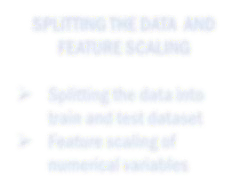 SPLITTING THE DATA AND
FEATURE SCALING
➢ Splitting the data into
train and test dataset
➢ Feature scaling of
numerical variables